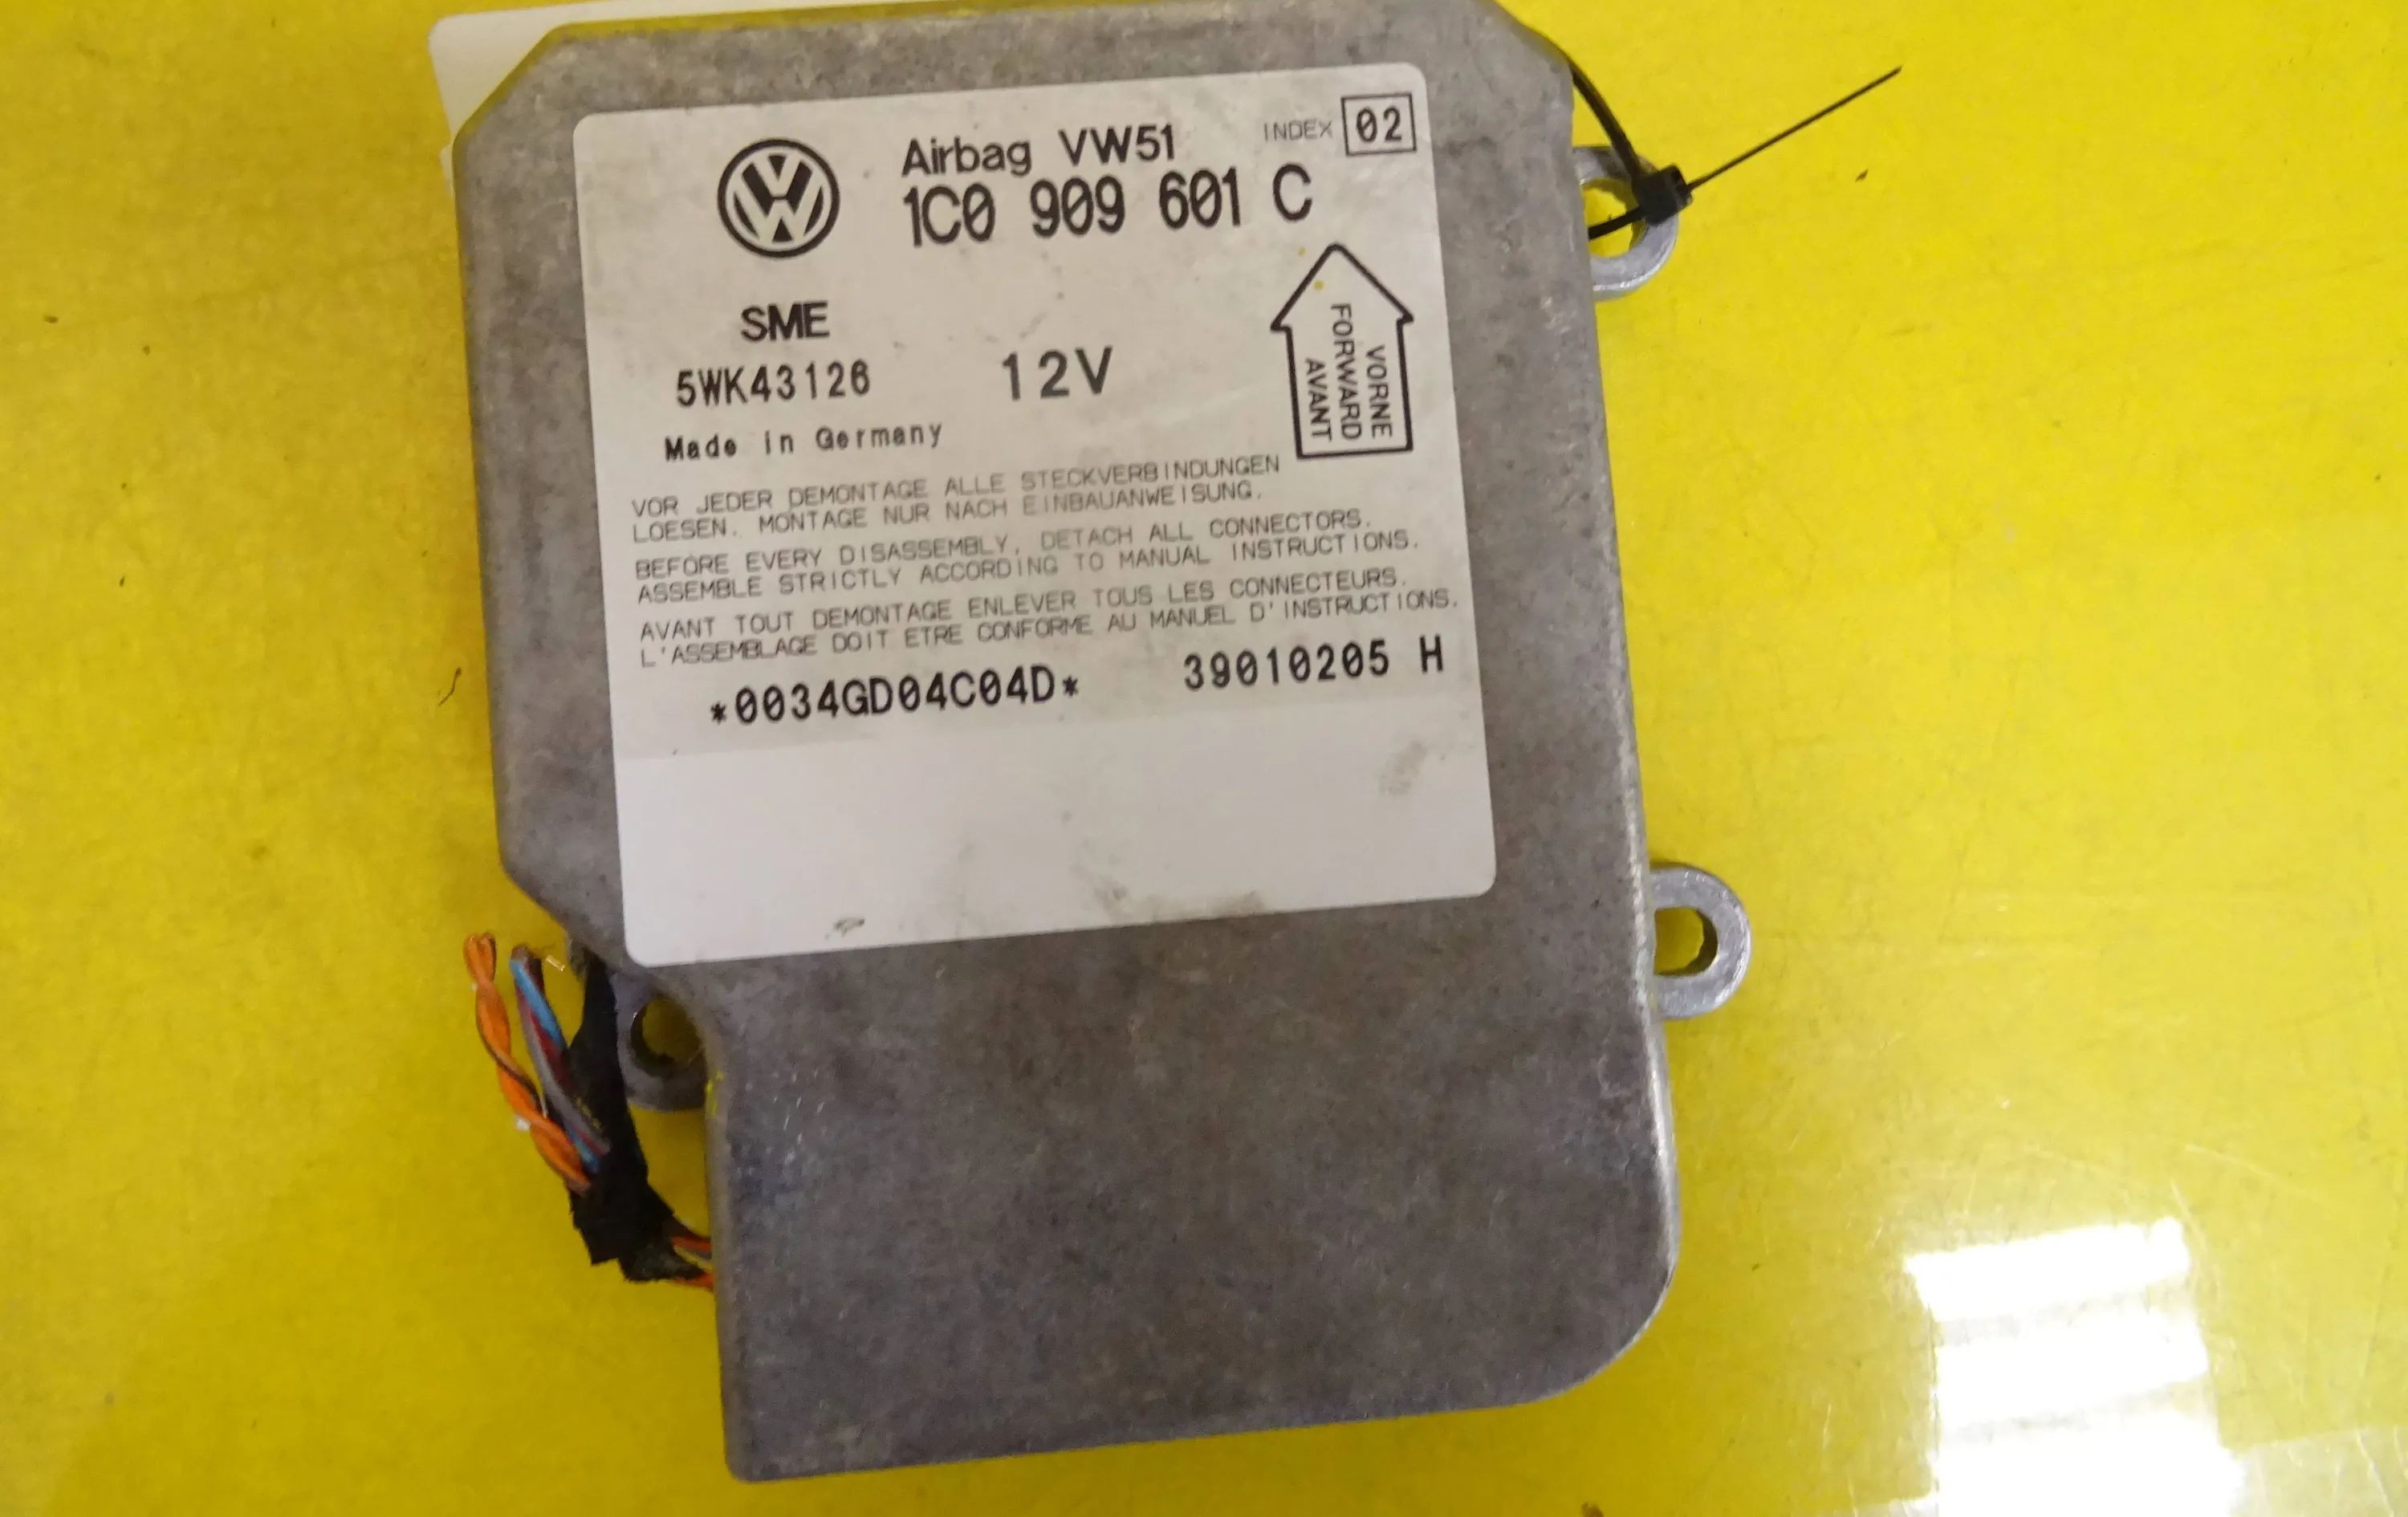 Airbag VW51
INDEX 02
1C0 909 601 C
SME
5WK43126
12V
VORNE
FORWARD
AVANT
Made in Germany
VOR JEDER DEMONTAGE ALLE STECKVERBINDUNGEN
LOESEN. MONTAGE NUR NACH EINBAUANWEISUNG.
BEFORE EVERY DISASSEMBLY, DETACH ALL CONNECTORS.
ASSEMBLE STRICTLY ACCORDING TO MANUAL INSTRUCTIONS.
AVANT TOUT DEMONTAGE ENLEVER TOUS LES CONNECTEURS.
L'ASSEMBLAGE DOIT ETRE CONFORME AU MANUEL D'INSTRUCTIONS.
*0034GD04C04D* 39010205 H